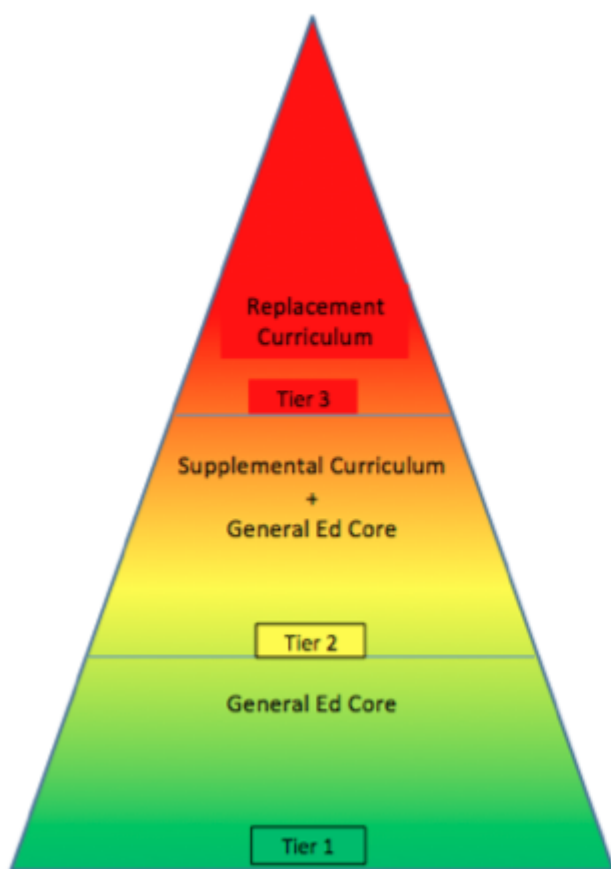 Replacement
Curriculum
Tier 3
Supplemental Curriculum
+
General Ed Core
Tier 2
General Ed Core
Tier 1